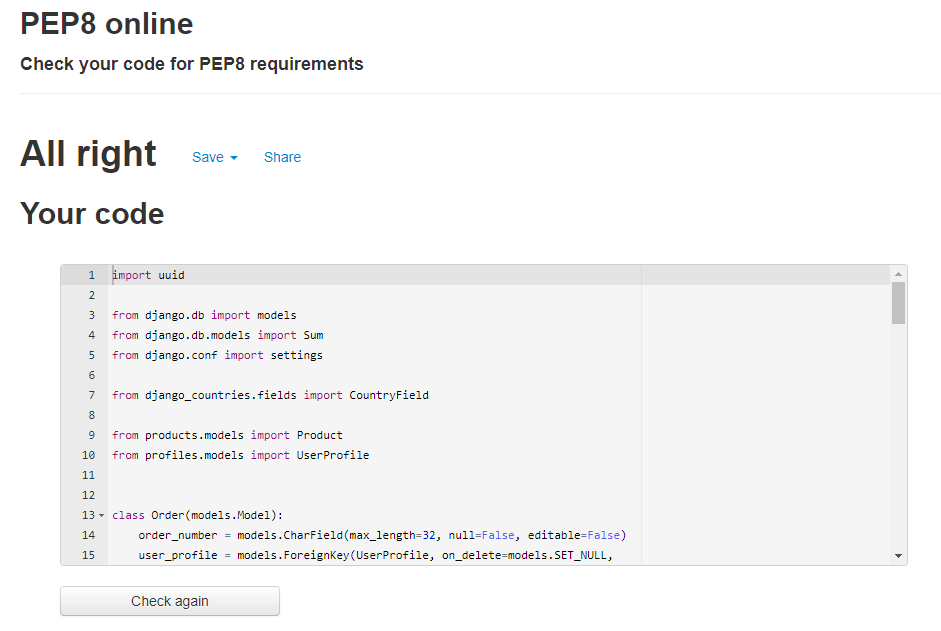 PEP8 online
Check your code for PEP8 requirements
All right Save Share
Your code
1 import uuid
2
3 from django.db import models
4 from django.db.models import Sum
5 from django.conf import settings
6
7 from django_countries.fields import CountryField
8
9 from products.models import Product
10 from profiles.models import UserProfile
11
12
13 class Order(models.Model):
14     order_number = models.CharField(max_length=32, null=False, editable=False)
15     user_profile = models.ForeignKey(UserProfile, on_delete=models.SET_NULL,
Check again